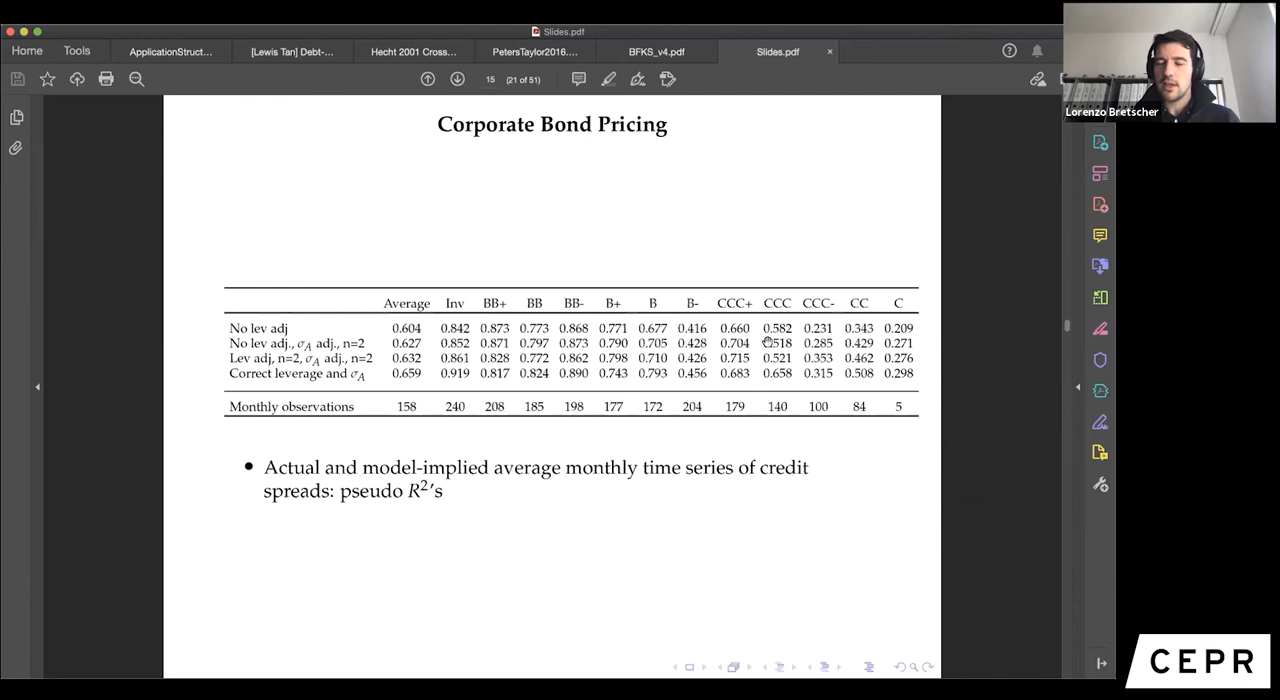 Slides.pdf
Home Tools ApplicationStruct... [Lewis Tan] Debt-... Hecht 2001 Cross... PetersTaylor2016.... BFKS_v4.pdf Slides.pdf ×
15 (21 of 51)
Lorenzo Bretscher
Corporate Bond Pricing
Average Inv BB+ BB BB- B+ B B- CCC+ CCC CCC- CC C
No lev adj 0.604 0.842 0.873 0.773 0.868 0.771 0.677 0.416 0.660 0.582 0.231 0.343 0.209
No lev adj., σA adj., n=2 0.627 0.852 0.871 0.797 0.873 0.790 0.705 0.428 0.704 0.518 0.285 0.429 0.271
Lev adj, n=2, σA adj., n=2 0.632 0.861 0.828 0.772 0.862 0.798 0.710 0.426 0.715 0.521 0.353 0.462 0.276
Correct leverage and σA 0.659 0.919 0.817 0.824 0.890 0.743 0.793 0.456 0.683 0.658 0.315 0.508 0.298
Monthly observations 158 240 208 185 198 177 172 204 179 140 100 84 5
• Actual and model-implied average monthly time series of credit
spreads: pseudo R²'s
CEPR